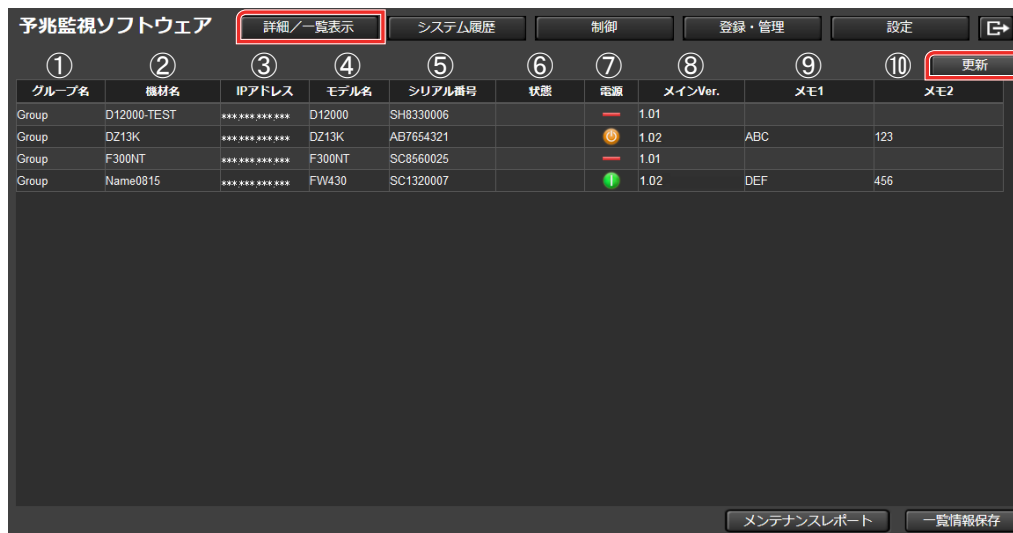 予兆監視ソフトウェア 詳細/一覧表示 システム履歴 制御 登録・管理 設定
① ② ③ ④ ⑤ ⑥ ⑦ ⑧ ⑨ ⑩ 更新
グループ名 機材名 IPアドレス モデル名 シリアル番号 状態 電源 メインVer. メモ1 メモ2
Group D12000-TEST ***.***.***.*** D12000 SH8330006 1.01
Group DZ13K ***.***.***.*** DZ13K AB7654321 1.02 ABC 123
Group F300NT ***.***.***.*** F300NT SC8560025 1.01
Group Name0815 ***.***.***.*** FW430 SC1320007 1.02 DEF 456
メンテナンスレポート 一覧情報保存